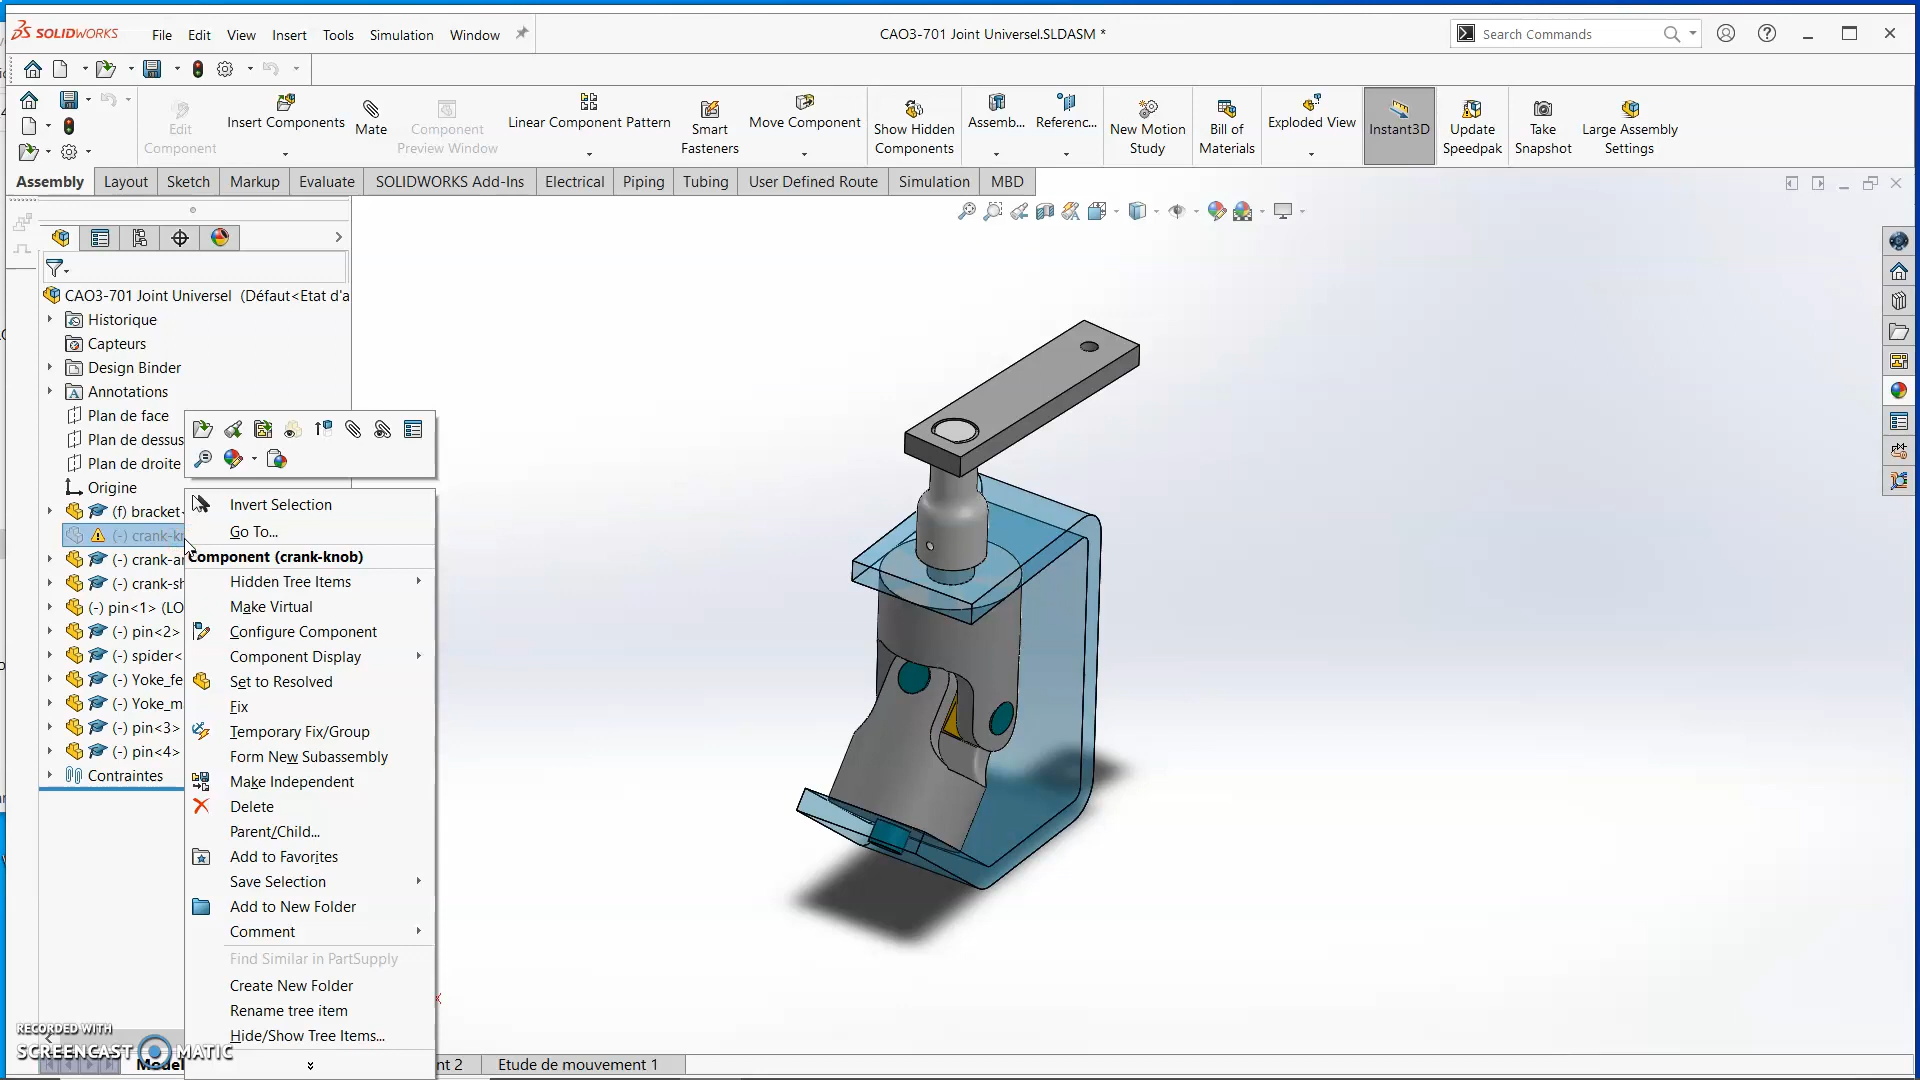 SOLIDWORKS
File Edit View Insert Tools Simulation Window
CAO3-701 Joint Universel.SLDASM *
Search Commands
Edit Component
Insert Components
Mate
Component Preview Window
Linear Component Pattern
Smart Fasteners
Move Component
Show Hidden Components
Assemb...
Referenc...
New Motion Study
Bill of Materials
Exploded View
Instant3D
Update Speedpak
Take Snapshot
Large Assembly Settings
Assembly Layout Sketch Markup Evaluate SOLIDWORKS Add-Ins Electrical Piping Tubing User Defined Route Simulation MBD
CAO3-701 Joint Universel (Défaut<Etat d'a
Historique
Capteurs
Design Binder
Annotations
Plan de face
Plan de dessus
Plan de droite
Origine
(f) bracket
(-) crank-kn
(-) crank-ar
(-) crank-sh
(-) pin<1> (LO
(-) pin<2>
(-) spider<
(-) Yoke_fe
(-) Yoke_m
(-) pin<3>
(-) pin<4>
Contraintes
Invert Selection
Go To...
Component (crank-knob)
Hidden Tree Items
Make Virtual
Configure Component
Component Display
Set to Resolved
Fix
Temporary Fix/Group
Form New Subassembly
Make Independent
Delete
Parent/Child...
Add to Favorites
Save Selection
Add to New Folder
Comment
Find Similar in PartSupply
Create New Folder
Rename tree item
Hide/Show Tree Items...
RECORDED WITH
SCREENCAST MATIC
Model
nt 2
Etude de mouvement 1